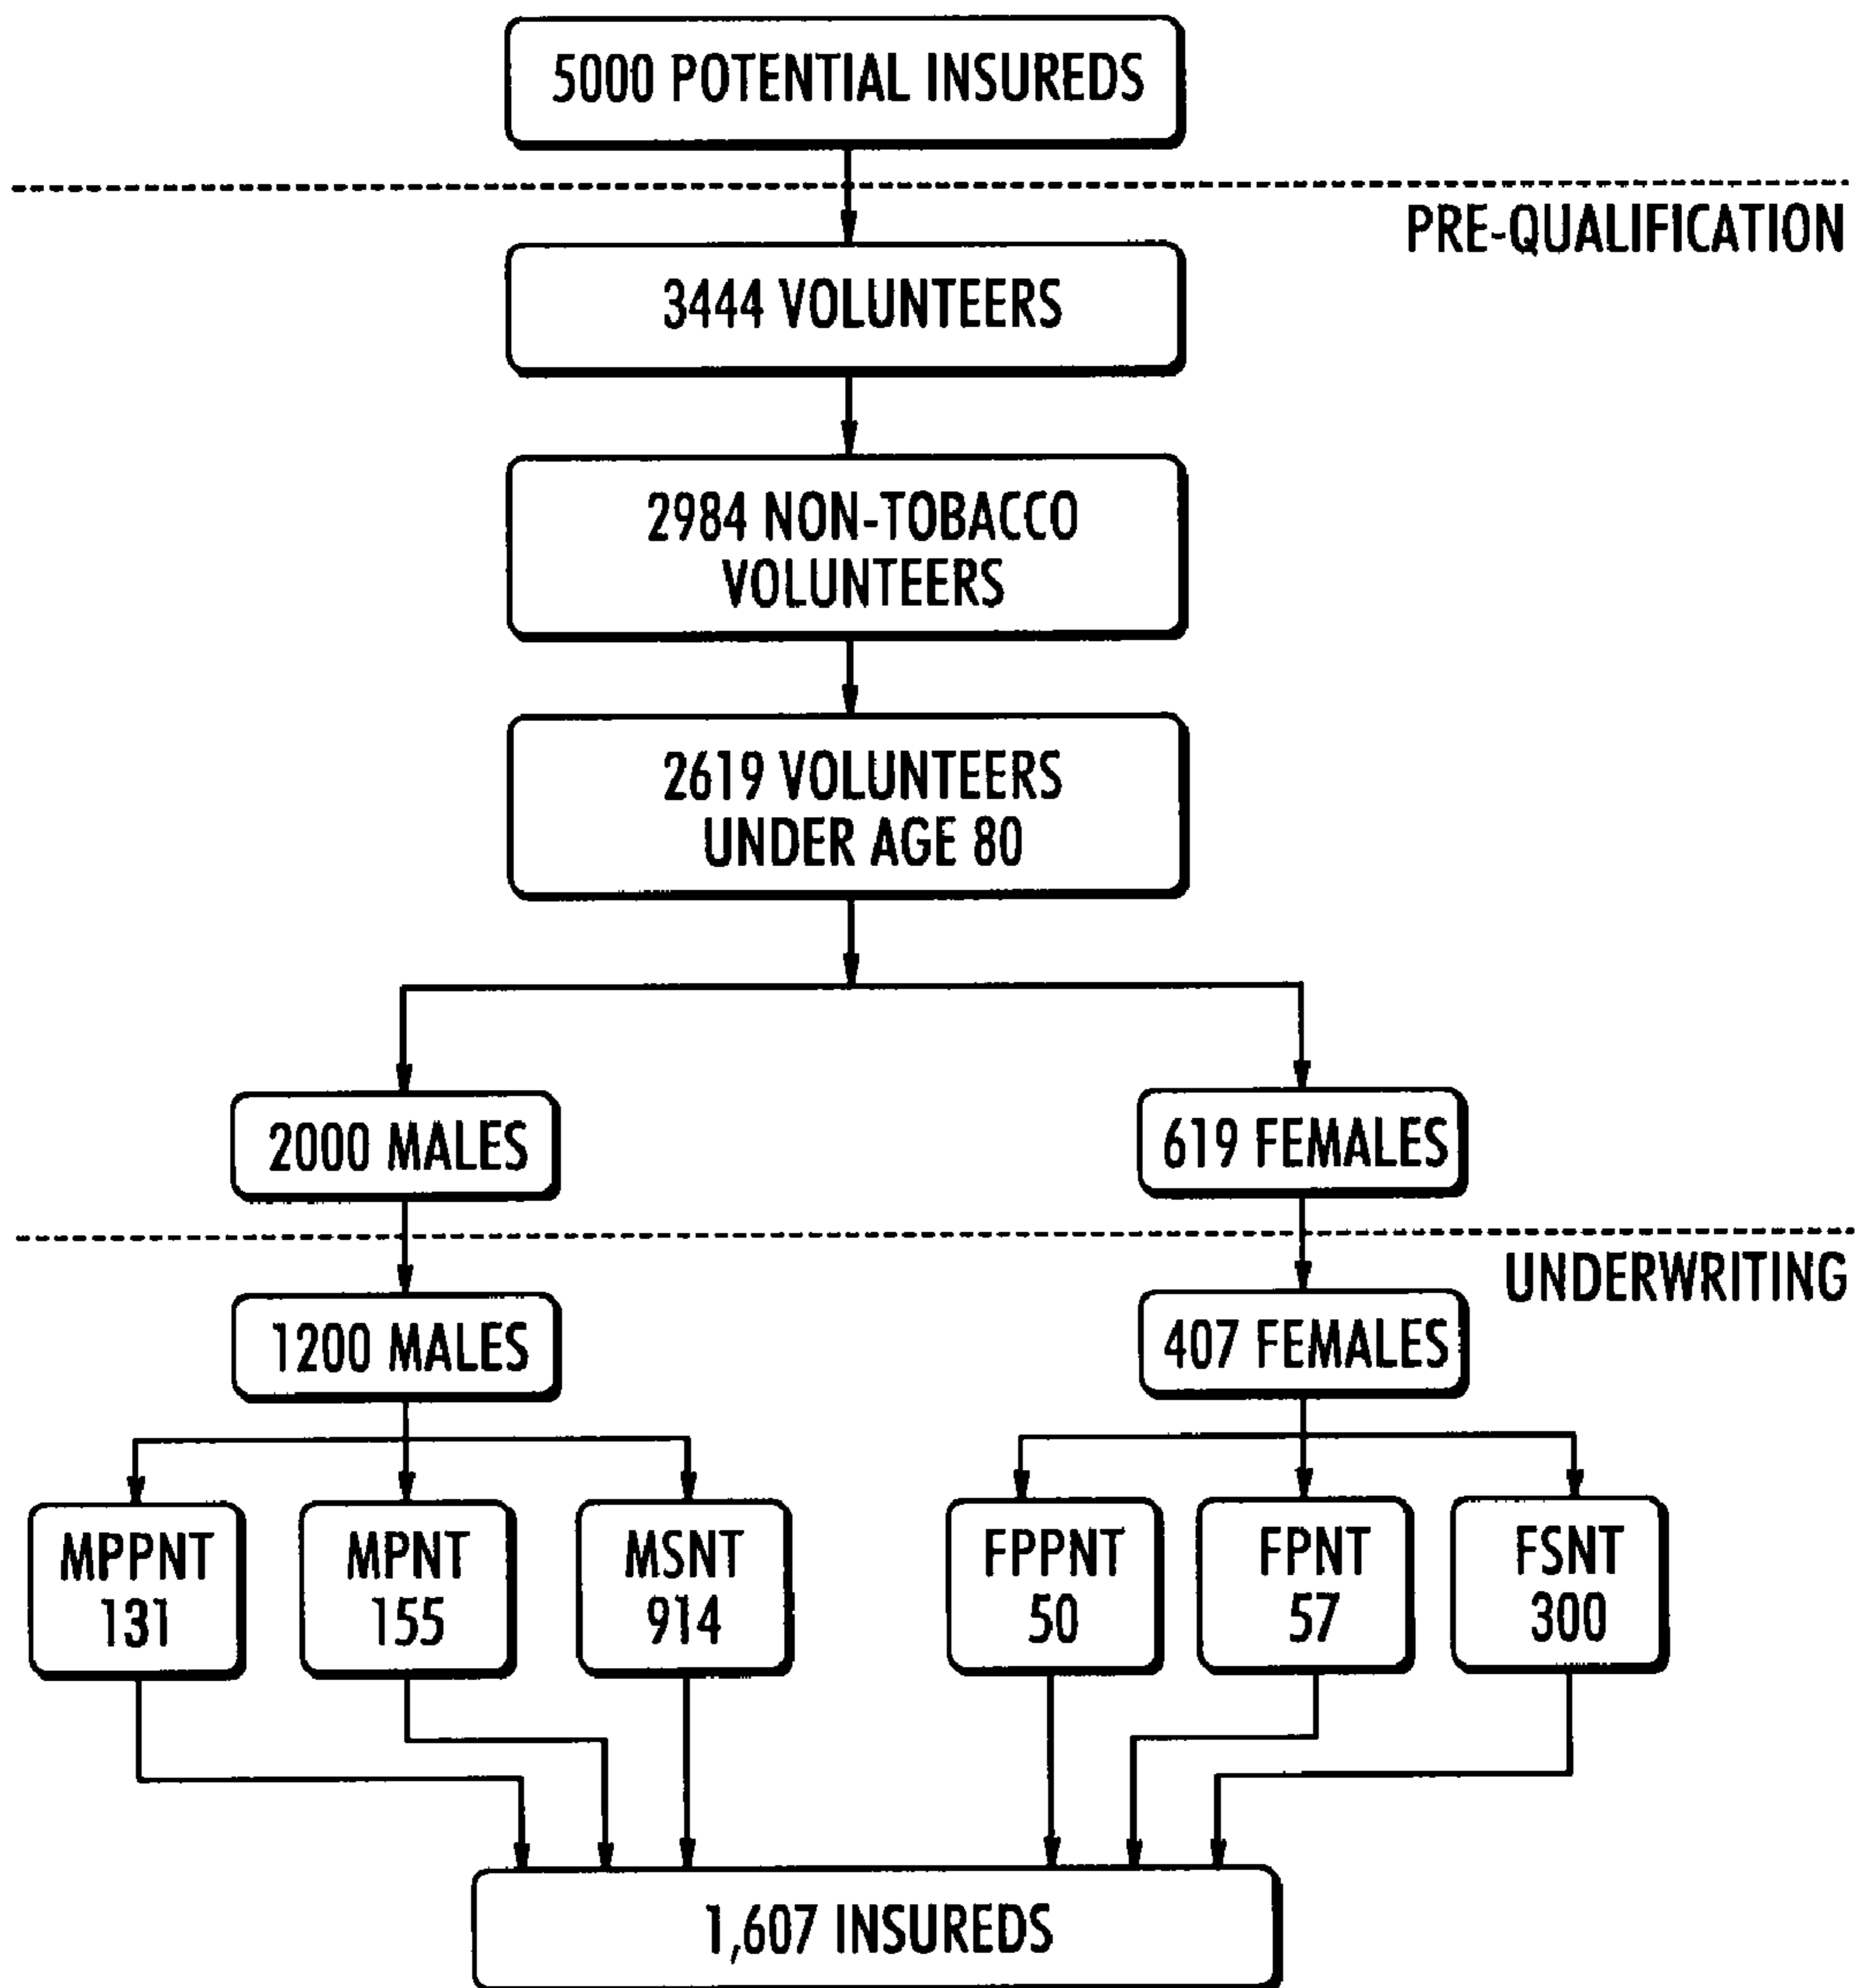 5000 POTENTIAL INSUREDS
PRE-QUALIFICATION
3444 VOLUNTEERS
2984 NON-TOBACCO
VOLUNTEERS
2619 VOLUNTEERS
UNDER AGE 80
2000 MALES
619 FEMALES
UNDERWRITING
1200 MALES
407 FEMALES
MPPNT
131
MPNT
155
MSNT
914
FPPNT
50
FPNT
57
FSNT
300
1,607 INSUREDS